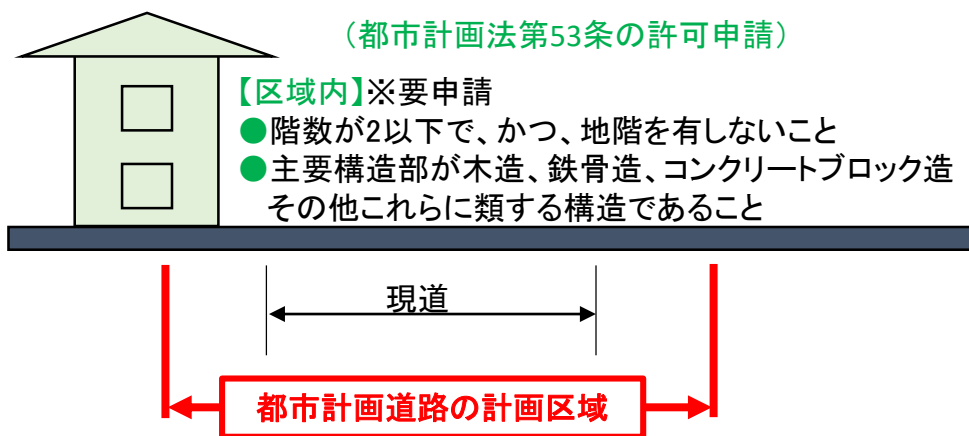 （都市計画法第53条の許可申請）
【区域内】※要申請
●階数が2以下で、かつ、地階を有しないこと
●主要構造部が木造、鉄骨造、コンクリートブロック造
その他これらに類する構造であること
現道
都市計画道路の計画区域